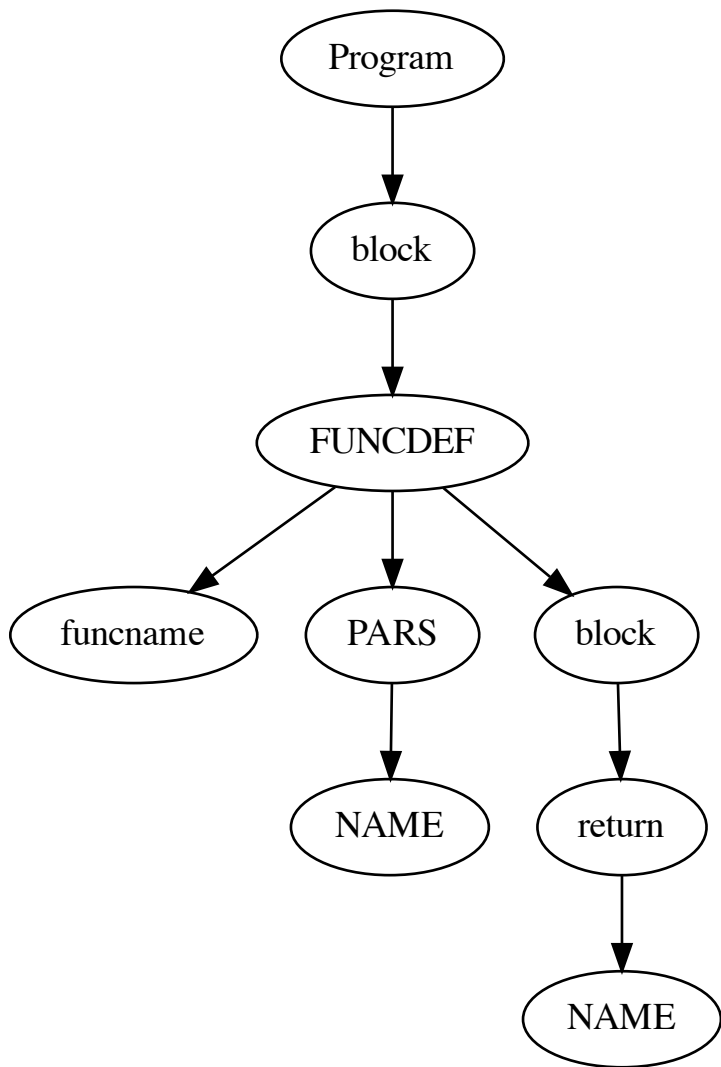 Program
block
FUNCDEF
funcname
PARS
block
NAME
return
NAME